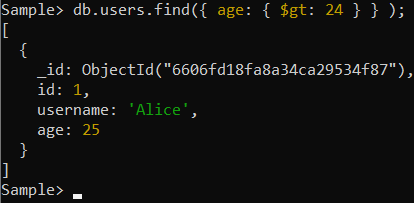 Sample> db.users.find({ age: { $gt: 24 } } );
[
  {
    _id: ObjectId("6606fd18fa8a34ca29534f87"),
    id: 1,
    username: 'Alice',
    age: 25
  }
]
Sample>